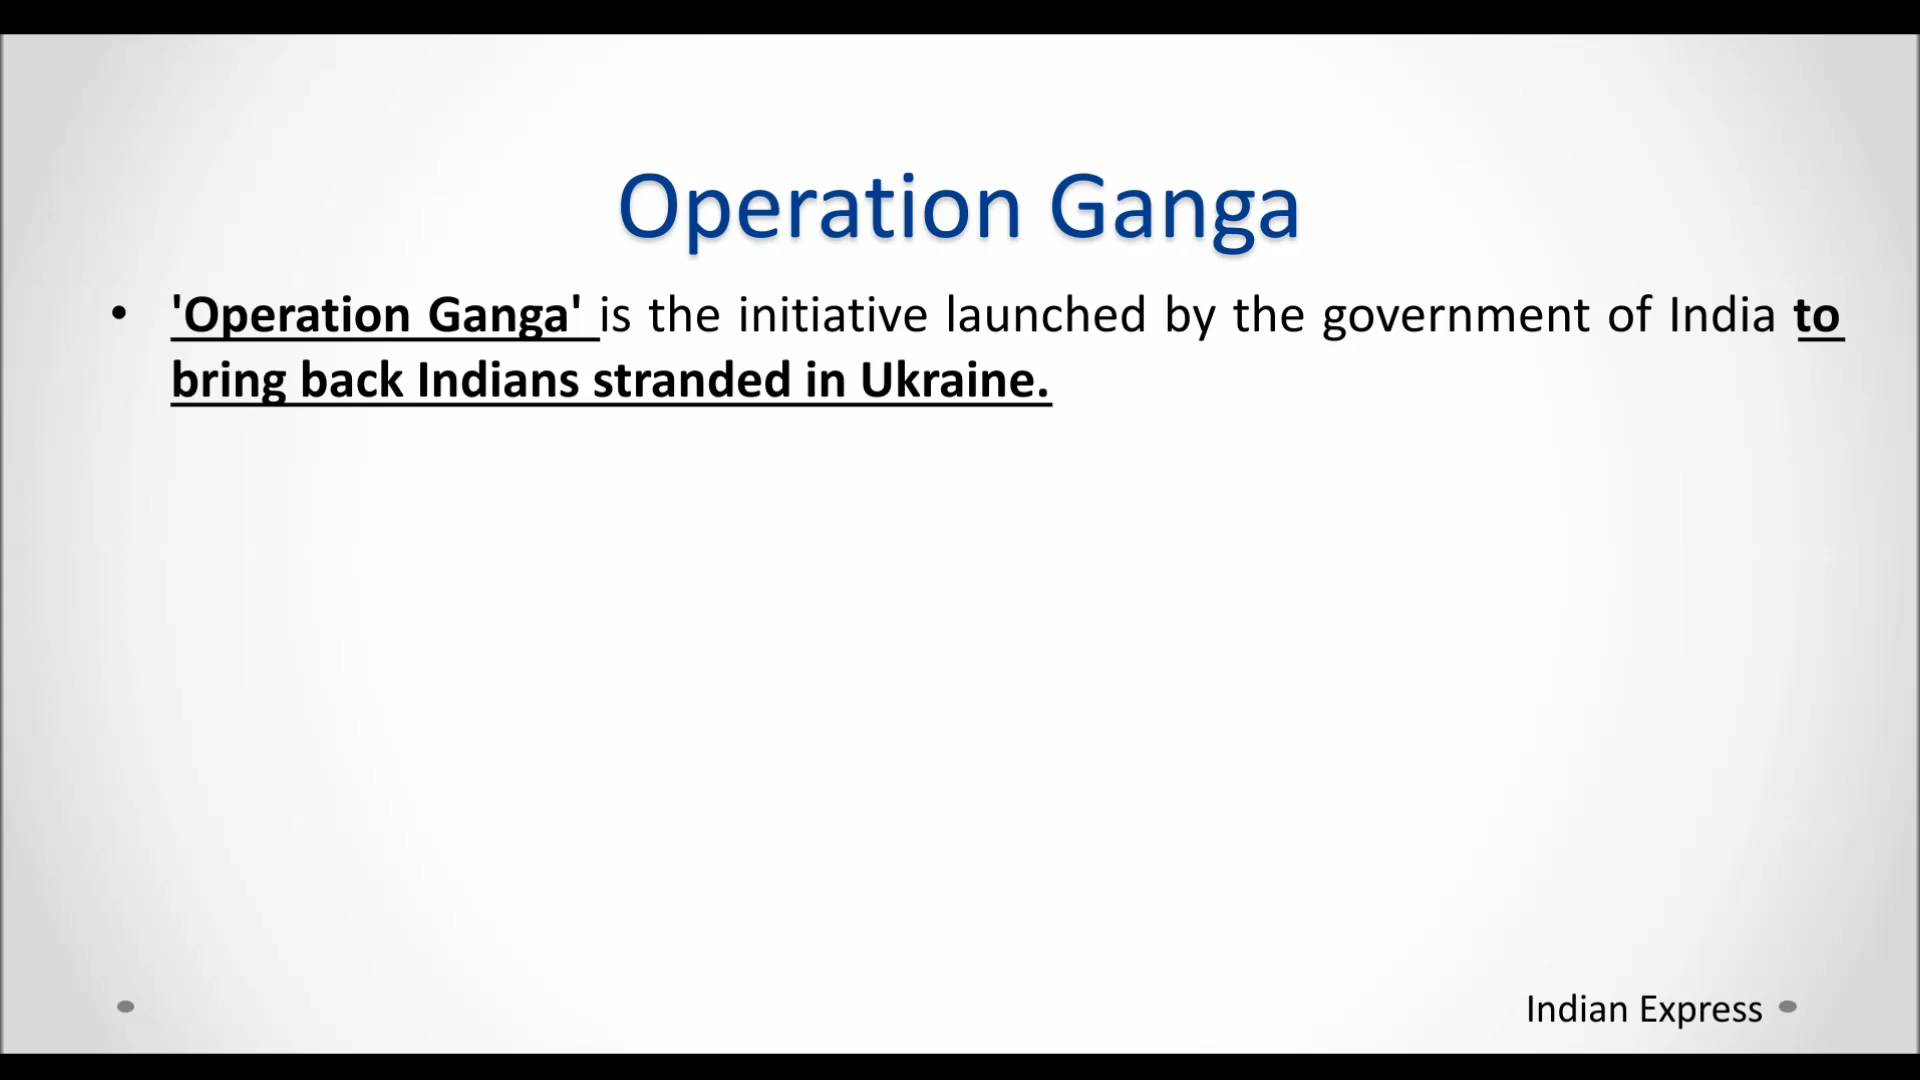 Operation Ganga
• 'Operation Ganga' is the initiative launched by the government of India to
bring back Indians stranded in Ukraine.
Indian Express